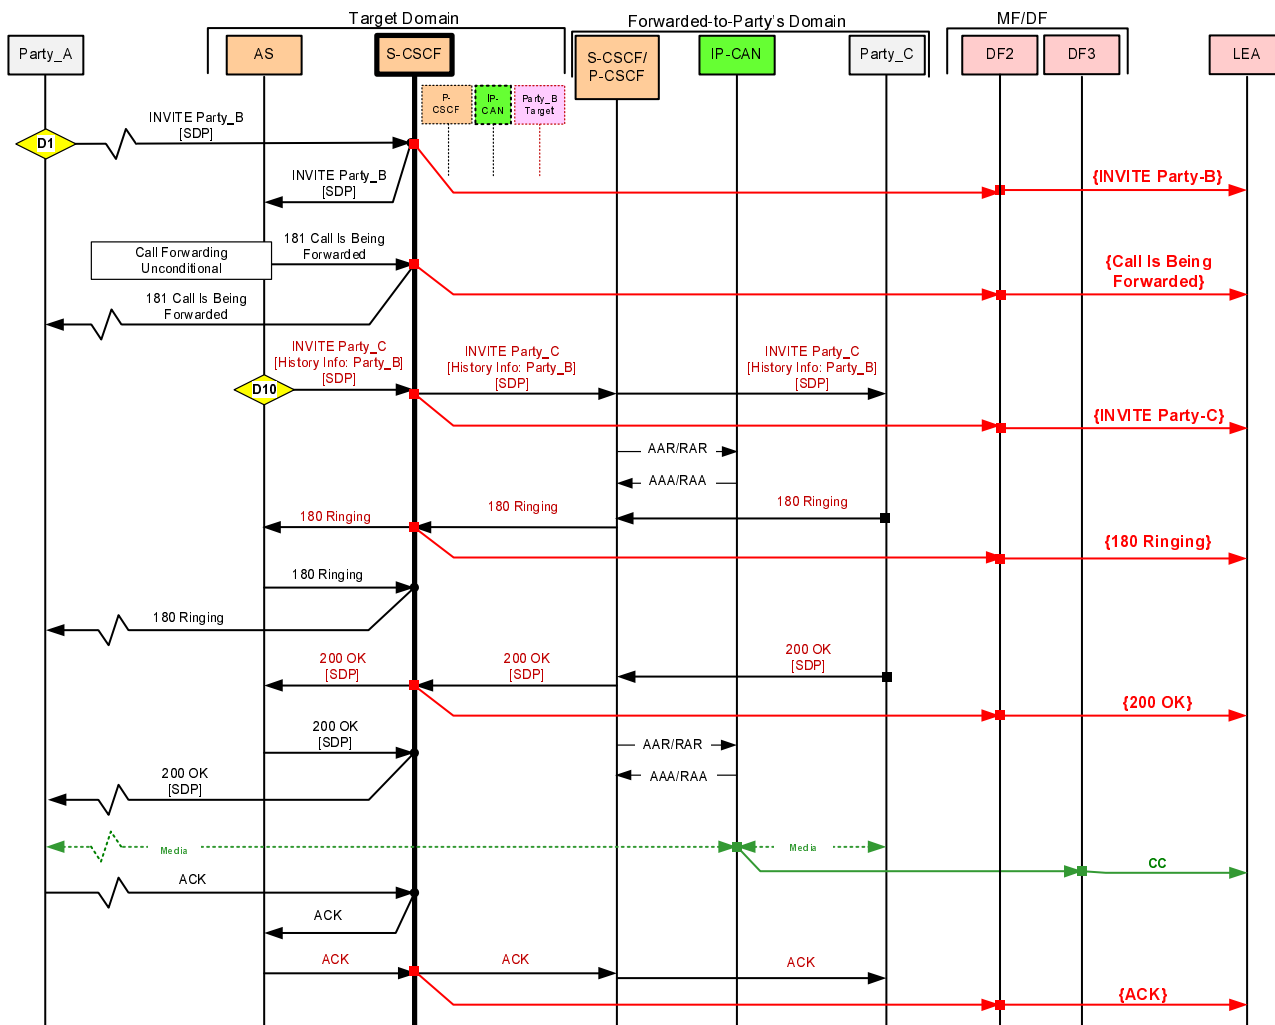 Target Domain
Forwarded-to-Party's Domain
MF/DF
Party_A
AS
S-CSCF
S-CSCF/
P-CSCF
IP-CAN
Party_C
DF2
DF3
LEA
P-
CSCF
IP-
CAN
Party_B
Target
D1
INVITE Party_B
[SDP]
INVITE Party_B
[SDP]
{INVITE Party-B}
Call Forwarding
Unconditional
181 Call Is Being
Forwarded
{Call Is Being
Forwarded}
181 Call Is Being
Forwarded
D10
INVITE Party_C
[History Info: Party_B]
[SDP]
INVITE Party_C
[History Info: Party_B]
[SDP]
INVITE Party_C
[History Info: Party_B]
[SDP]
{INVITE Party-C}
AAR/RAR
AAA/RAA
180 Ringing
180 Ringing
180 Ringing
{180 Ringing}
180 Ringing
180 Ringing
200 OK
[SDP]
200 OK
[SDP]
200 OK
[SDP]
{200 OK}
200 OK
[SDP]
AAR/RAR
200 OK
[SDP]
AAA/RAA
Media
Media
CC
ACK
ACK
ACK
ACK
ACK
{ACK}